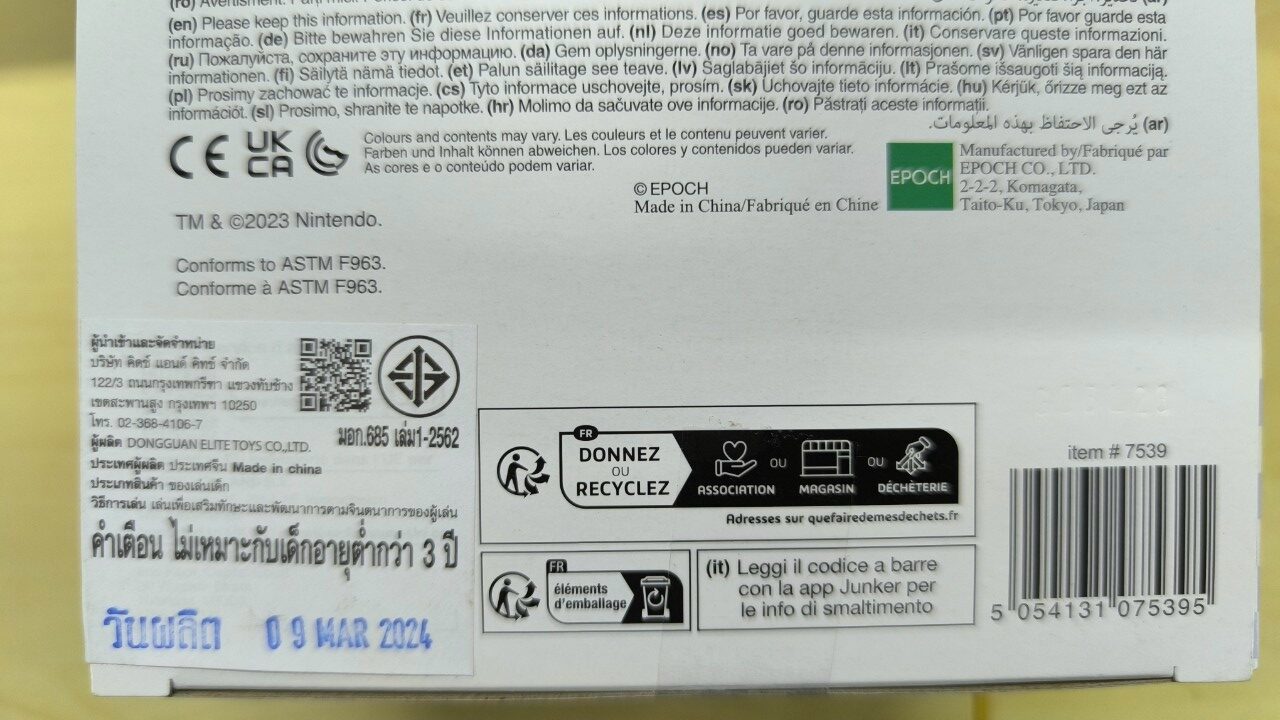 (en) Please keep this information. (fr) Veuillez conserver ces informations. (es) Por favor, guarde esta información. (pt) Por favor guarde esta
informação. (de) Bitte bewahren Sie diese Informationen auf. (nl) Deze informatie goed bewaren. (it) Conservare queste informazioni.
(ru) Пожалуйста, сохраните эту информацию. (da) Gem oplysningerne. (no) Ta vare på denne informasjonen. (sv) Vänligen spara den här
informationen. (fi) Säilytä nämä tiedot. (et) Palun säilitage see teave. (lv) Saglabājiet šo informāciju. (lt) Prašome išsaugoti šią informaciją.
(pl) Prosimy zachować te informacje. (cs) Tyto informace uschovejte, prosím. (sk) Uchovajte tieto informácie. (hu) Kérjük, őrizze meg ezt az
információt. (sl) Prosimo, shranite te napotke. (hr) Molimo da sačuvate ove informacije. (ro) Păstrați aceste informații.
(ar) يُرجى الاحتفاظ بهذه المعلومات.
CE UK CA
Colours and contents may vary. Les couleurs et le contenu peuvent varier.
Farben und Inhalt können abweichen. Los colores y contenidos pueden variar.
As cores e o conteúdo podem variar.
© EPOCH
Made in China/Fabriqué en Chine
EPOCH
Manufactured by/Fabriqué par
EPOCH CO., LTD.
2-2-2, Komagata,
Taito-Ku, Tokyo, Japan
TM & ©2023 Nintendo.
Conforms to ASTM F963.
Conforme à ASTM F963.
ผู้นำเข้าและจัดจำหน่าย
บริษัท คิดซ์ แอนด์ คิทซ์ จำกัด
122/3 ถนนกรุงเทพกรีฑา แขวงทับช้าง
เขตสะพานสูง กรุงเทพฯ 10250
โทร. 02-368-4106-7
มอก.685 เล่ม1-2562
ผู้ผลิต DONGGUAN ELITE TOYS CO.,LTD.
ประเทศผู้ผลิต ประเทศจีน Made in china
ประเภทสินค้า ของเล่นเด็ก
วิธีการเล่น เล่นเพื่อเสริมทักษะและพัฒนาการตามจินตนาการของผู้เล่น
คำเตือน ไม่เหมาะกับเด็กอายุต่ำกว่า 3 ปี
วันผลิต 09 MAR 2024
FR
DONNEZ
OU
RECYCLEZ
ASSOCIATION OU MAGASIN OU DÉCHÈTERIE
Adresses sur quefairedemesdechets.fr
FR
éléments
d'emballage
(it) Leggi il codice a barre
con la app Junker per
le info di smaltimento
item # 7539
5 054131 075395